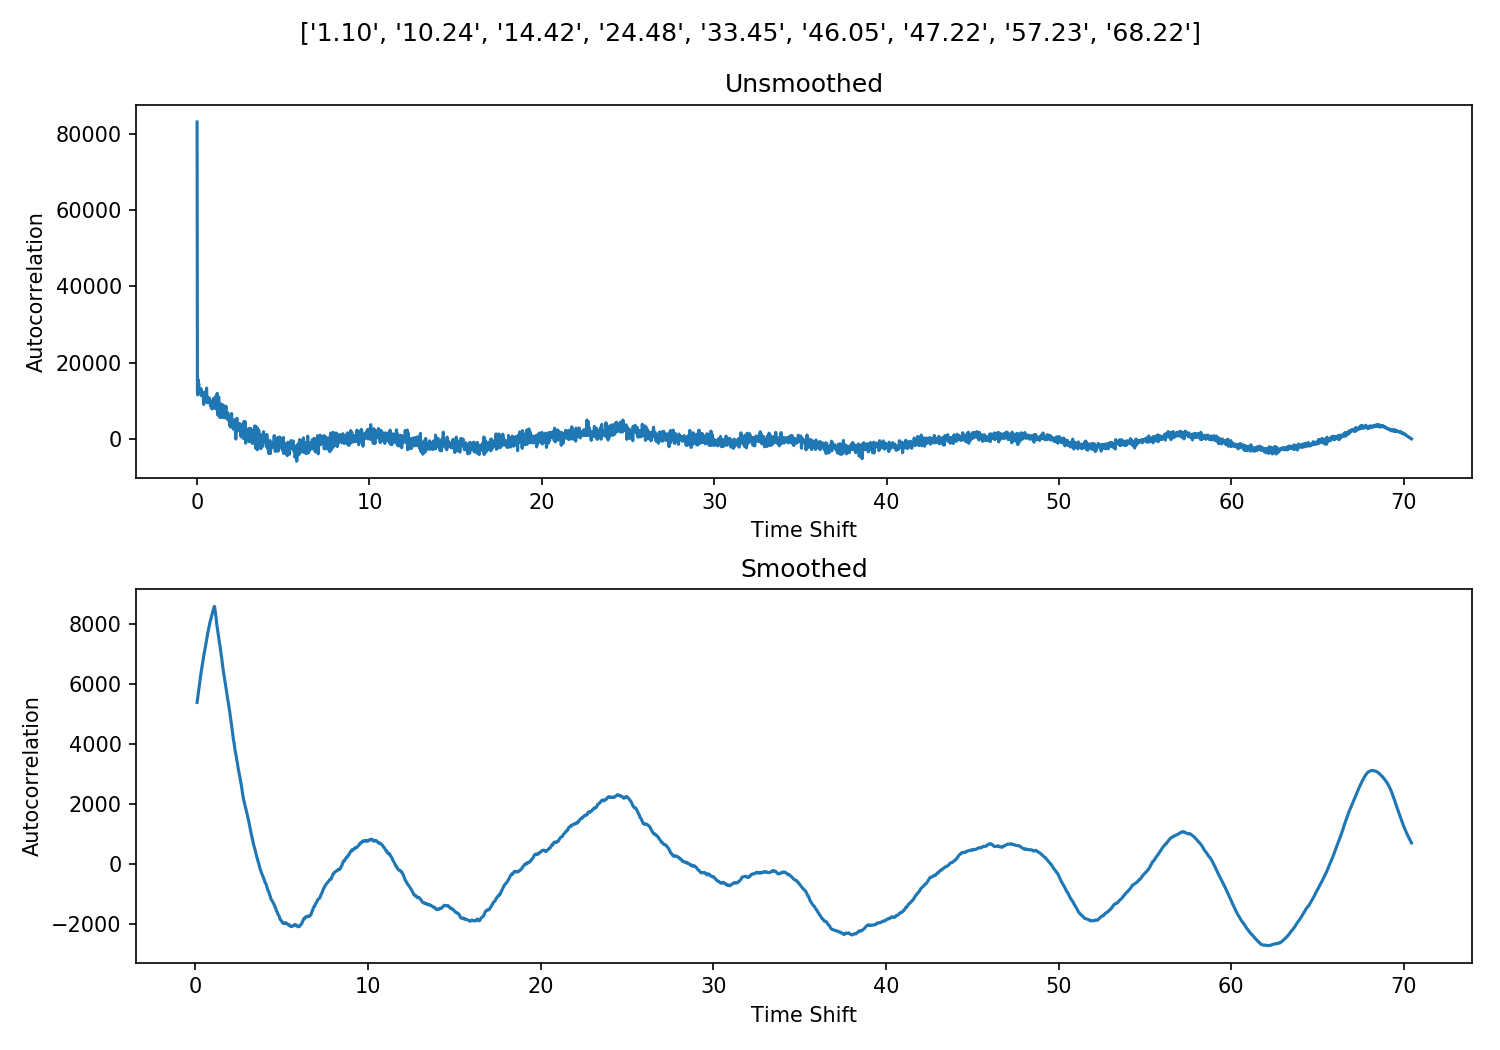 ['1.10', '10.24', '14.42', '24.48', '33.45', '46.05', '47.22', '57.23', '68.22']
Unsmoothed
Autocorrelation
80000
60000
40000
20000
0
0 10 20 30 40 50 60 70
Time Shift
Smoothed
Autocorrelation
8000
6000
4000
2000
0
−2000
0 10 20 30 40 50 60 70
Time Shift